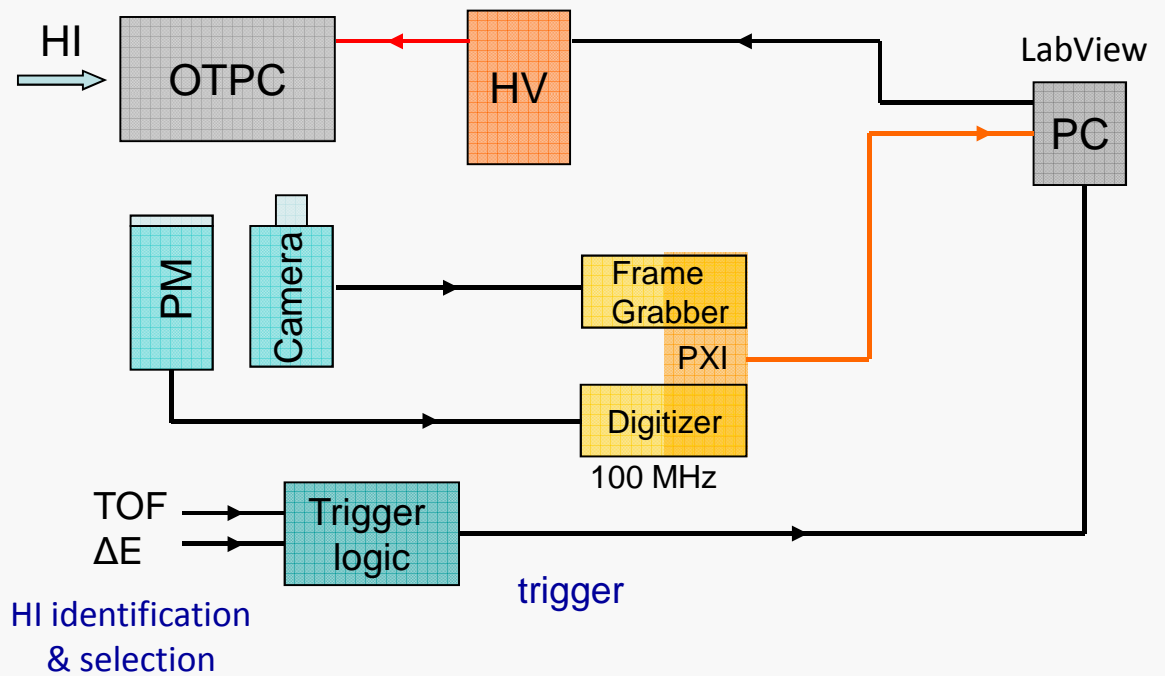 HI
OTPC
HV
LabView
PC
PM
Camera
Frame
Grabber
PXI
Digitizer
100 MHz
TOF
ΔE
Trigger
logic
trigger
HI identification
& selection